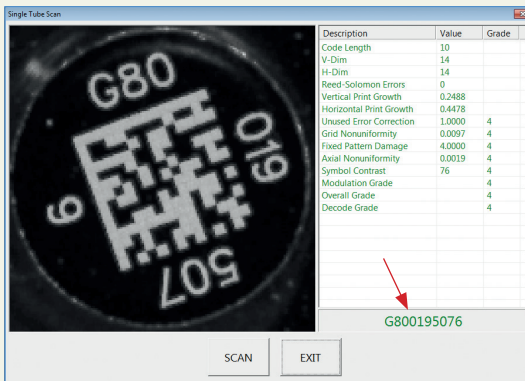 Single Tube Scan
G80
019
507
6
Description Value Grade
Code Length 10
V-Dim 14
H-Dim 14
Reed-Solomon Errors 0
Vertical Print Growth 0.2488
Horizontal Print Growth 0.4478
Unused Error Correction 1.0000 4
Grid Nonuniformity 0.0097 4
Fixed Pattern Damage 4.0000 4
Axial Nonuniformity 0.0019 4
Symbol Contrast 76 4
Modulation Grade 4
Overall Grade 4
Decode Grade 4
G800195076
SCAN EXIT